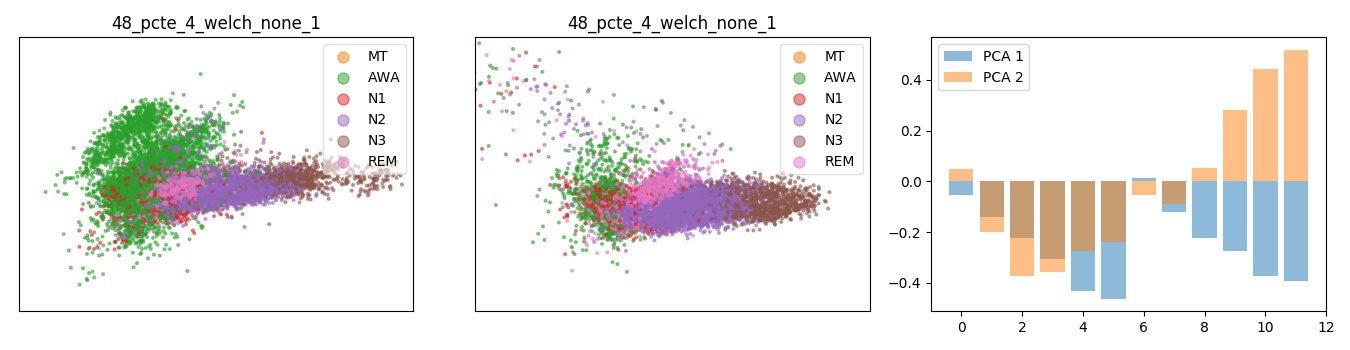 48_pcte_4_welch_none_1
MT
AWA
N1
N2
N3
REM
48_pcte_4_welch_none_1
MT
AWA
N1
N2
N3
REM
PCA 1
PCA 2
0.4
0.2
0.0
−0.2
−0.4
0 2 4 6 8 10 12